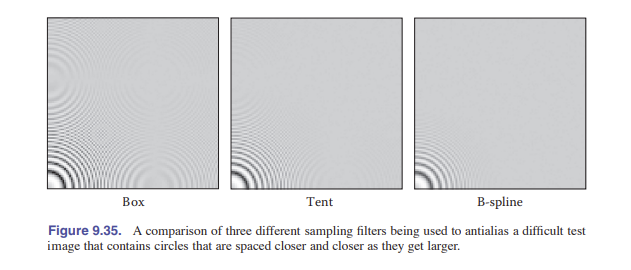 Box
Tent
B-spline
Figure 9.35. A comparison of three different sampling filters being used to antialias a difficult test
image that contains circles that are spaced closer and closer as they get larger.